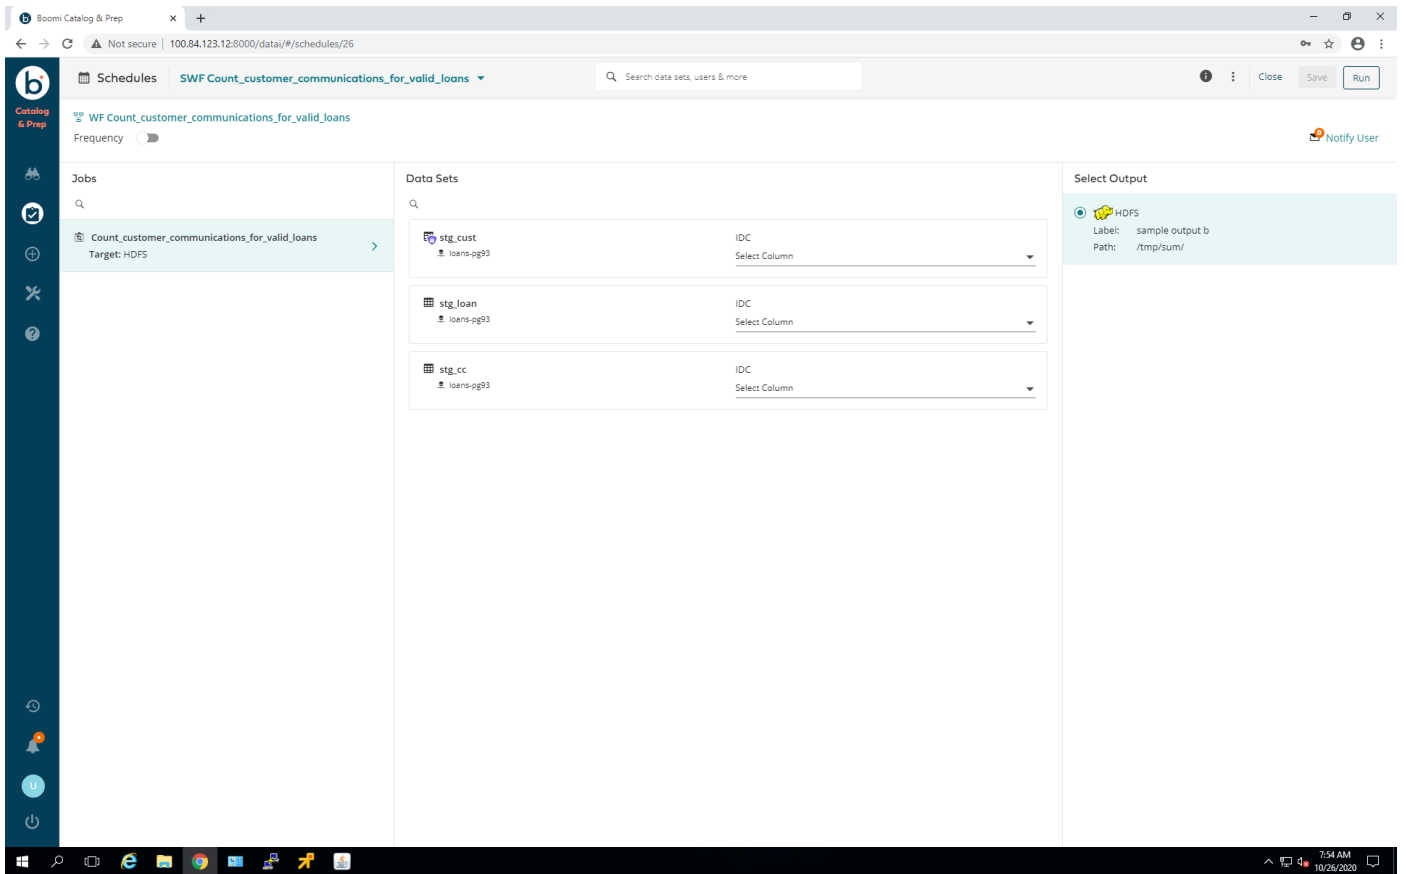 Boomi Catalog & Prep
Not secure | 100.84.123.12:8000/datai/#/schedules/26
b
Catalog
& Prep
Schedules
SWF Count_customer_communications_for_valid_loans
Search data sets, users & more
Close
Save
Run
WF Count_customer_communications_for_valid_loans
Frequency
Notify User
Jobs
Count_customer_communications_for_valid_loans
Target: HDFS
Data Sets
stg_cust
loans-pg93
IDC
Select Column
stg_loan
loans-pg93
IDC
Select Column
stg_cc
loans-pg93
IDC
Select Column
Select Output
HDFS
Label: sample output b
Path: /tmp/sum/
U
7:54 AM
10/26/2020